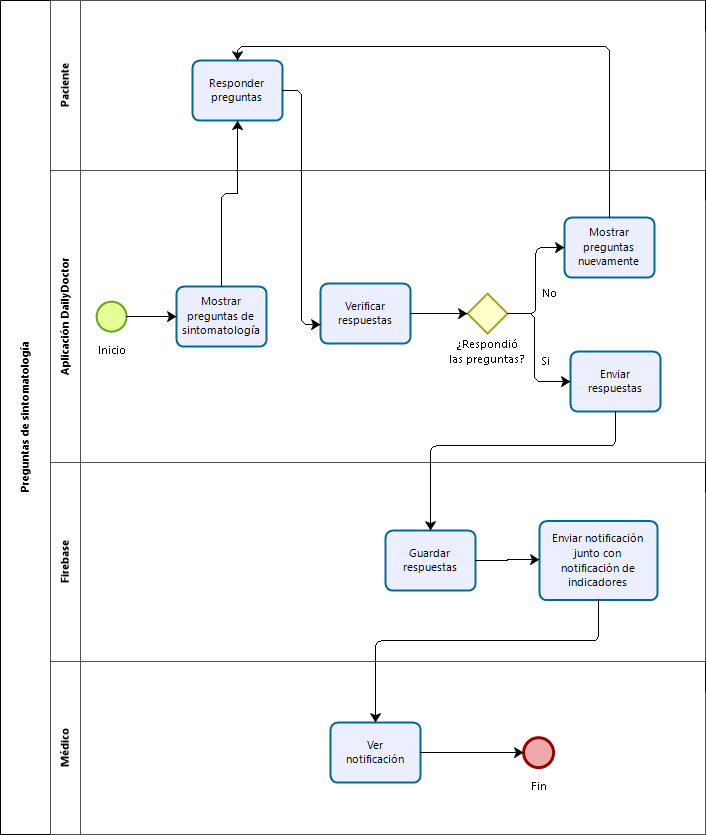 Preguntas de sintomatología
Paciente
Responder
preguntas
Aplicación DallyDoctor
Inicio
Mostrar
preguntas de
sintomatología
Verificar
respuestas
¿Respondió
las preguntas?
No
Mostrar
preguntas
nuevamente
Si
Enviar
respuestas
Firebase
Guardar
respuestas
Enviar notificación
junto con
notificación de
indicadores
Médico
Ver
notificación
Fin